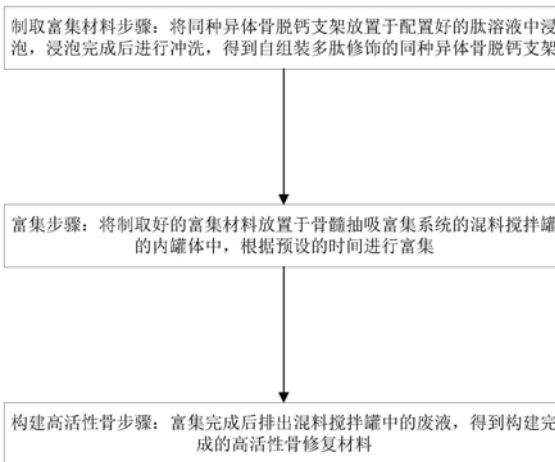 制取富集材料步骤：将同种异体骨脱钙支架放置于配置好的肽溶液中浸
泡，浸泡完成后进行冲洗，得到自组装多肽修饰的同种异体骨脱钙支架
富集步骤：将制取好的富集材料放置于骨髓抽吸富集系统的混料搅拌罐
的内罐体中，根据预设的时间进行富集
构建高活性骨步骤：富集完成后排出混料搅拌罐中的废液，得到构建完
成的高活性骨修复材料